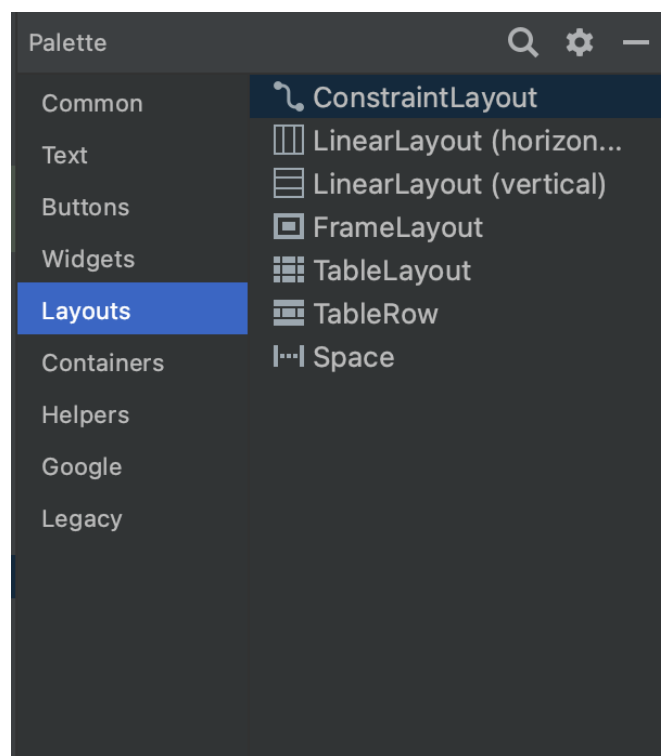 Palette
Common
Text
Buttons
Widgets
Layouts
Containers
Helpers
Google
Legacy
ConstraintLayout
LinearLayout (horizon...
LinearLayout (vertical)
FrameLayout
TableLayout
TableRow
Space